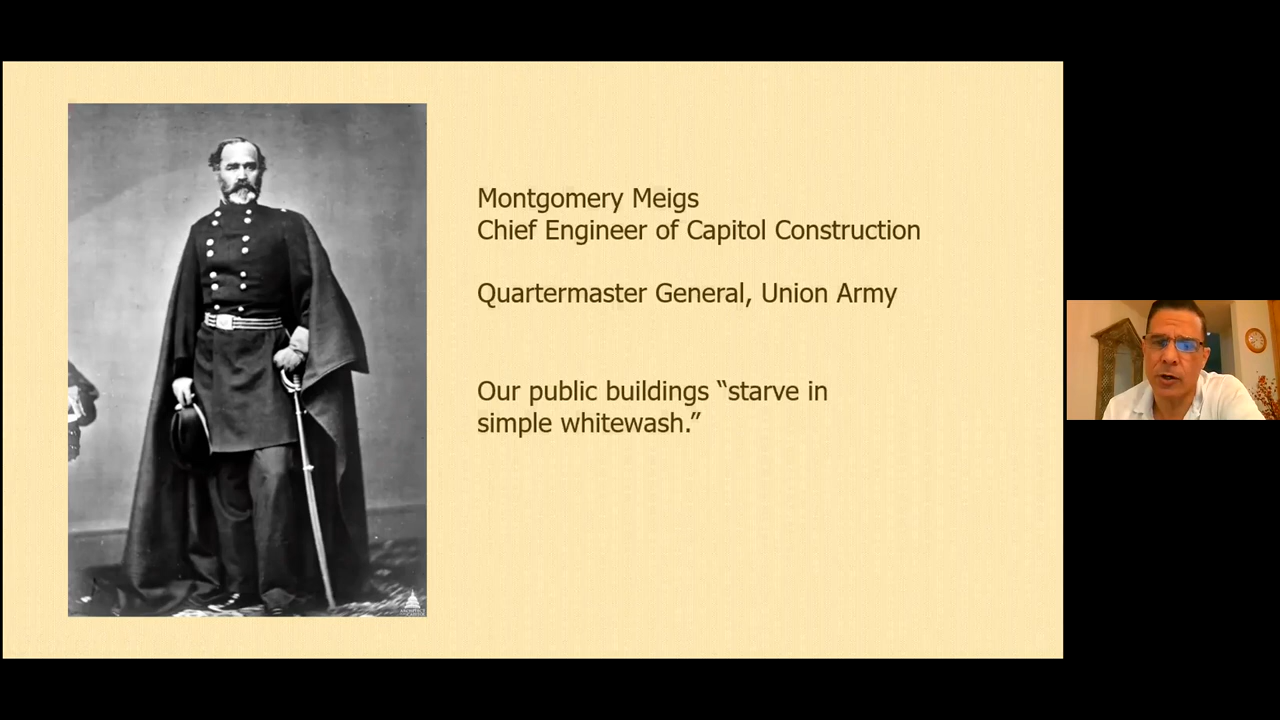 Montgomery Meigs
Chief Engineer of Capitol Construction
Quartermaster General, Union Army
Our public buildings “starve in
simple whitewash.”